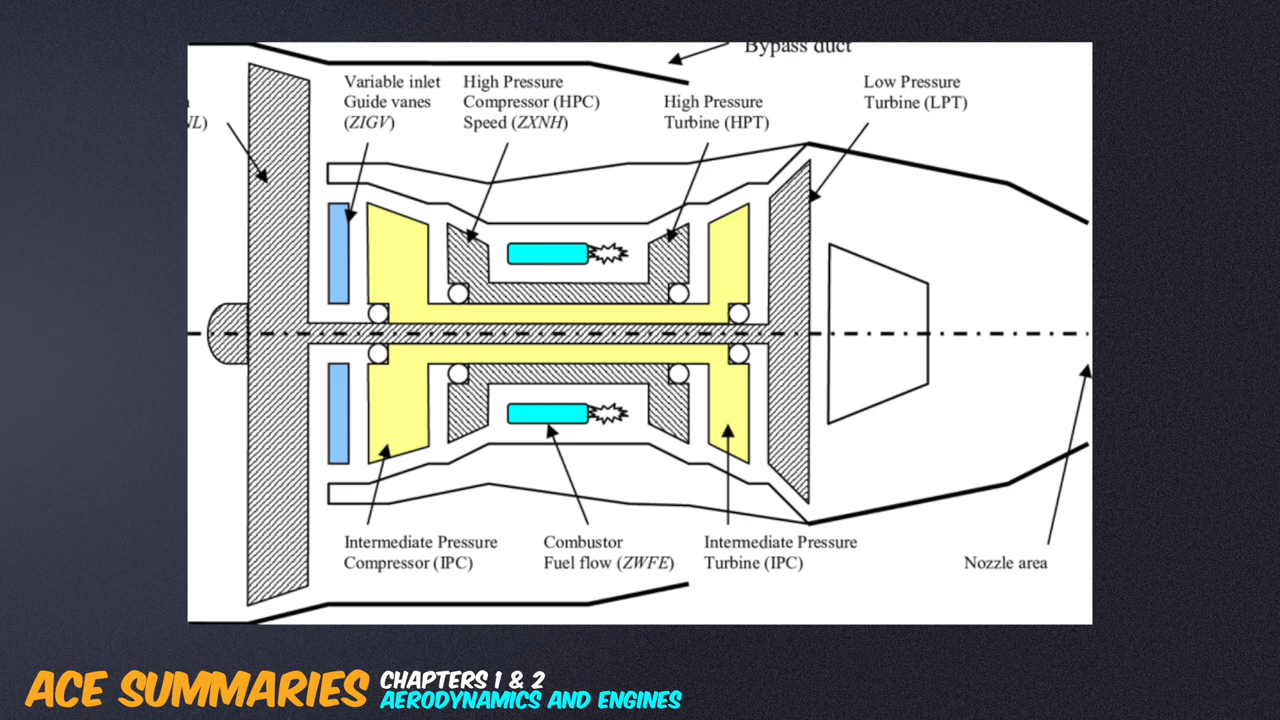 Bypass duct
Variable inlet
Guide vanes
(ZIGV)
High Pressure
Compressor (HPC)
Speed (ZXNH)
High Pressure
Turbine (HPT)
Low Pressure
Turbine (LPT)
NL)
Intermediate Pressure
Compressor (IPC)
Combustor
Fuel flow (ZWFE)
Intermediate Pressure
Turbine (IPC)
Nozzle area
ACE SUMMARIES
CHAPTERS 1 & 2
AERODYNAMICS AND ENGINES